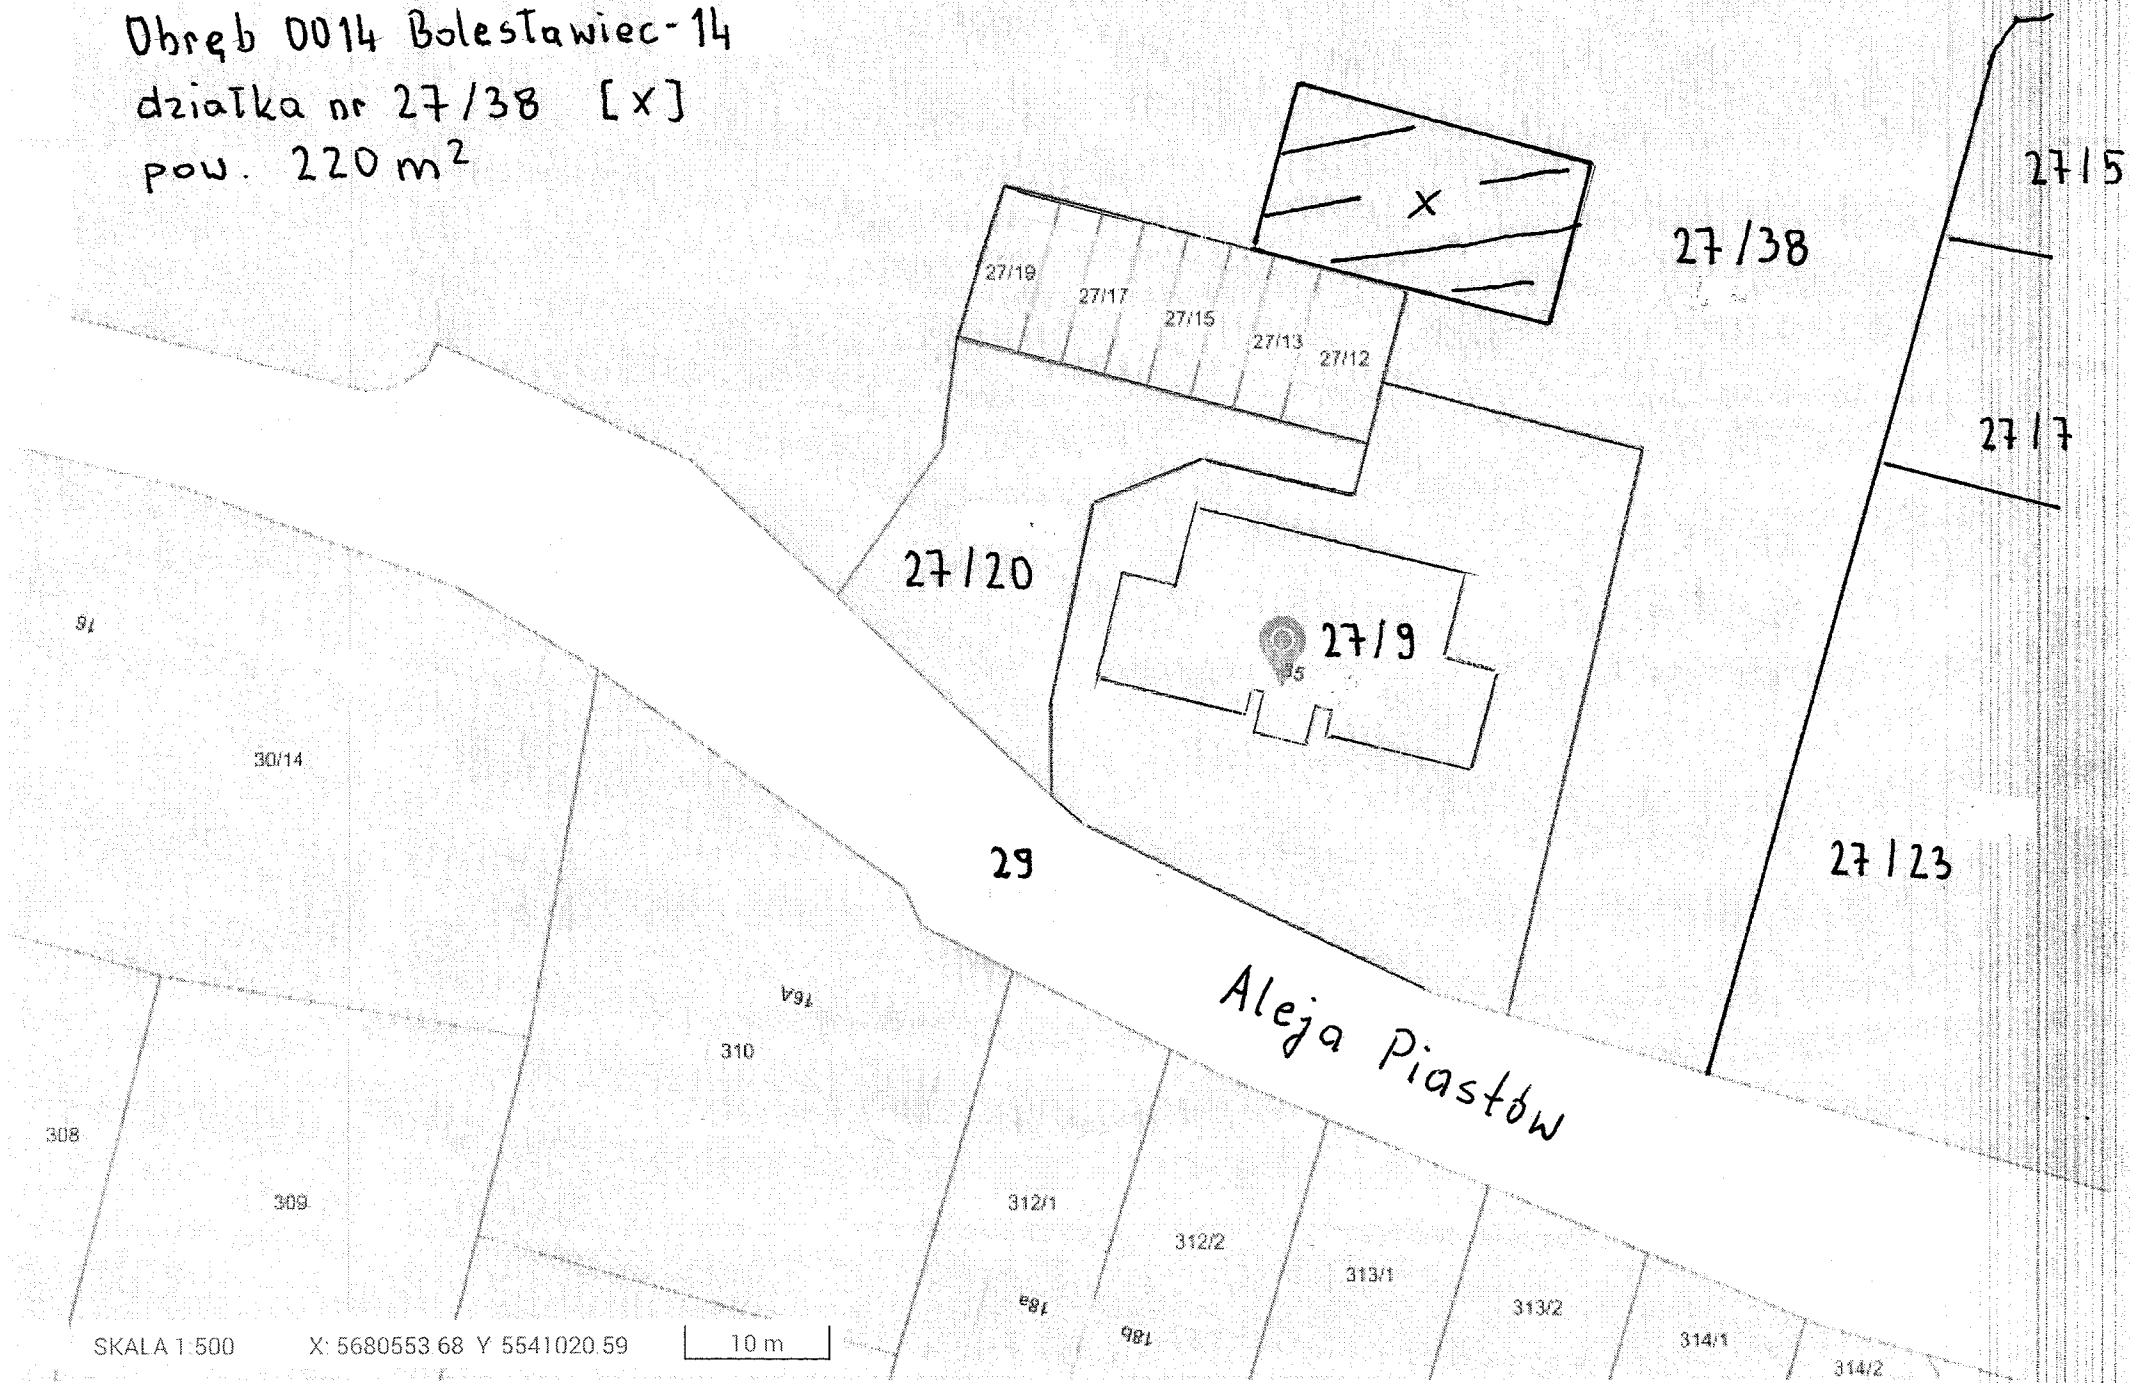 Obręb 0014 Bolesławiec-14
działka nr 27/38 [x]
pow. 220 m²
x
27/5
27/38
27/19
27/17
27/15
27/13
27/12
27/7
27/20
27/9
29
27/23
Aleja Piastów
16
30/14
16A
310
308
309
312/1
312/2
313/1
313/2
314/1
314/2
18a
18b
SKALA 1:500 X: 5680553.68 Y 5541020.59 10 m